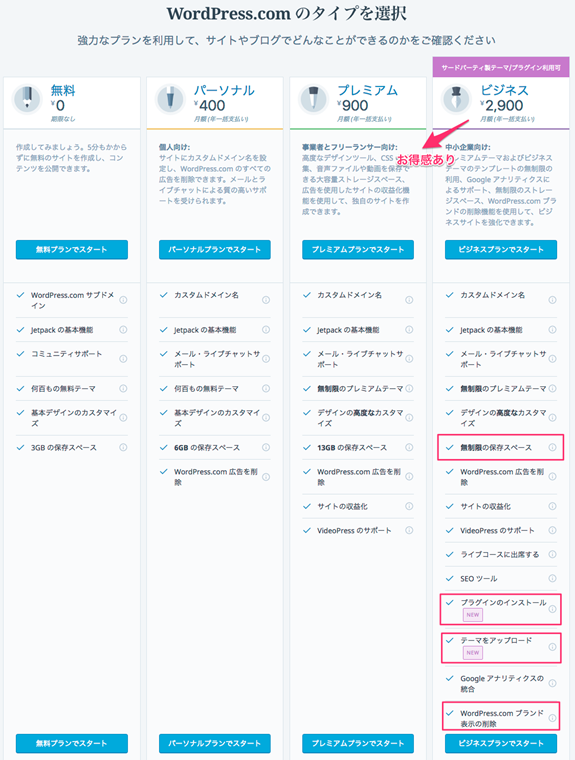 WordPress.com のタイプを選択
強力なプランを利用して、サイトやブログでどんなことができるのかをご確認ください
無料
¥0
期限なし
作成してみましょう。5分もかから
ずに無料のサイトを作成し、コン
テンツを公開できます。
無料プランでスタート
WordPress.com サブドメ
イン
Jetpack の基本機能
コミュニティサポート
何百もの無料テーマ
基本デザインのカスタマイ
ズ
3GB の保存スペース
無料プランでスタート
パーソナル
¥400
月額 (年一括支払い)
個人向け:
サイトにカスタムドメイン名を設
定し、WordPress.com のすべての
広告を削除できます。メールとラ
イブチャットによる質の高いサポー
トを受けられます。
パーソナルプランでスタート
カスタムドメイン名
Jetpack の基本機能
メール・ライブチャットサ
ポート
何百もの無料テーマ
基本デザインのカスタマイ
ズ
6GB の保存スペース
WordPress.com 広告を削
除
パーソナルプランでスタート
プレミアム
¥900
月額 (年一括支払い)
お得感あり
事業者とフリーランサー向け:
高度なデザインツール、CSS
集、音声ファイルや動画を保存で
きる大容量ストレージスペース、
広告を使用したサイトの収益化機
能を使用して、独自のサイトを作
成できます。
プレミアムプランでスタート
カスタムドメイン名
Jetpack の基本機能
メール・ライブチャットサ
ポート
無制限のプレミアムテーマ
デザインの高度なカスタマ
イズ
13GB の保存スペース
WordPress.com 広告を削
除
サイトの収益化
VideoPress のサポート
プレミアムプランでスタート
サードパーティ製テーマ/プラグイン利用可
ビジネス
¥2,900
月額 (年一括支払い)
中小企業向け:
プレミアムテーマおよびビジネス
テーマのテンプレートの無制限の
利用、Google アナリティクスに
よるサポート、無制限のストレー
ジスペース、WordPress.com ブラ
ンドの削除機能を使用して、ビジ
ネスサイトを強化できます。
ビジネスプランでスタート
カスタムドメイン名
Jetpack の基本機能
メール・ライブチャットサ
ポート
無制限のプレミアムテーマ
デザインの高度なカスタマ
イズ
無制限の保存スペース
WordPress.com 広告を削
除
サイトの収益化
VideoPress のサポート
ライブコースに出席する
SEO ツール
プラグインのインストール
NEW
テーマをアップロード
NEW
Google アナリティクスの
統合
WordPress.com ブランド
表示の削除
ビジネスプランでスタート